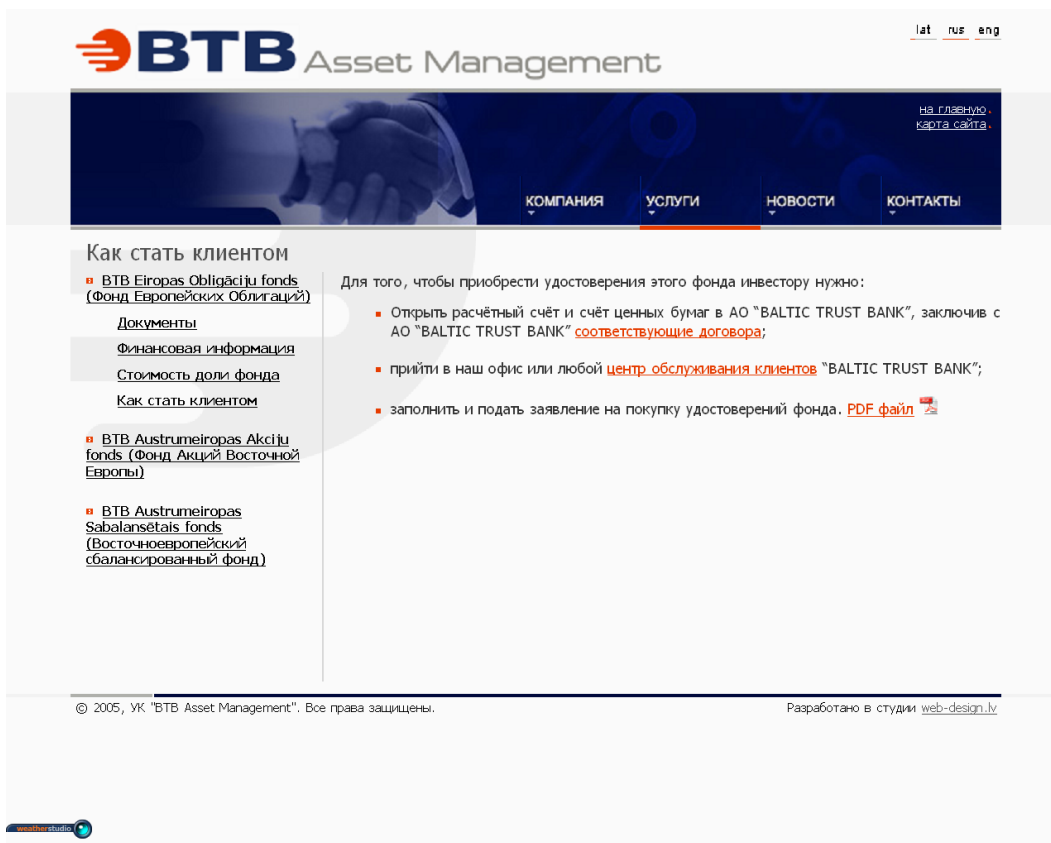 lat rus eng
BTB Asset Management
на главную
карта сайта
КОМПАНИЯ УСЛУГИ НОВОСТИ КОНТАКТЫ
Как стать клиентом
BTB Eiropas Obligāciju fonds
(Фонд Европейских Облигаций)
Документы
Финансовая информация
Стоимость доли фонда
Как стать клиентом
BTB Austrumeiropas Akciju
fonds (Фонд Акций Восточной
Европы)
BTB Austrumeiropas
Sabalansētais fonds
(Восточноевропейский
сбалансированный фонд)
Для того, чтобы приобрести удостоверения этого фонда инвестору нужно:
Открыть расчётный счёт и счёт ценных бумаг в АО “BALTIC TRUST BANK”, заключив с
АО “BALTIC TRUST BANK” соответствующие договора;
прийти в наш офис или любой центр обслуживания клиентов “BALTIC TRUST BANK”;
заполнить и подать заявление на покупку удостоверений фонда. PDF файл
© 2005, УК "BTB Asset Management". Все права защищены.
Разработано в студии web-design.lv
weatherstudio